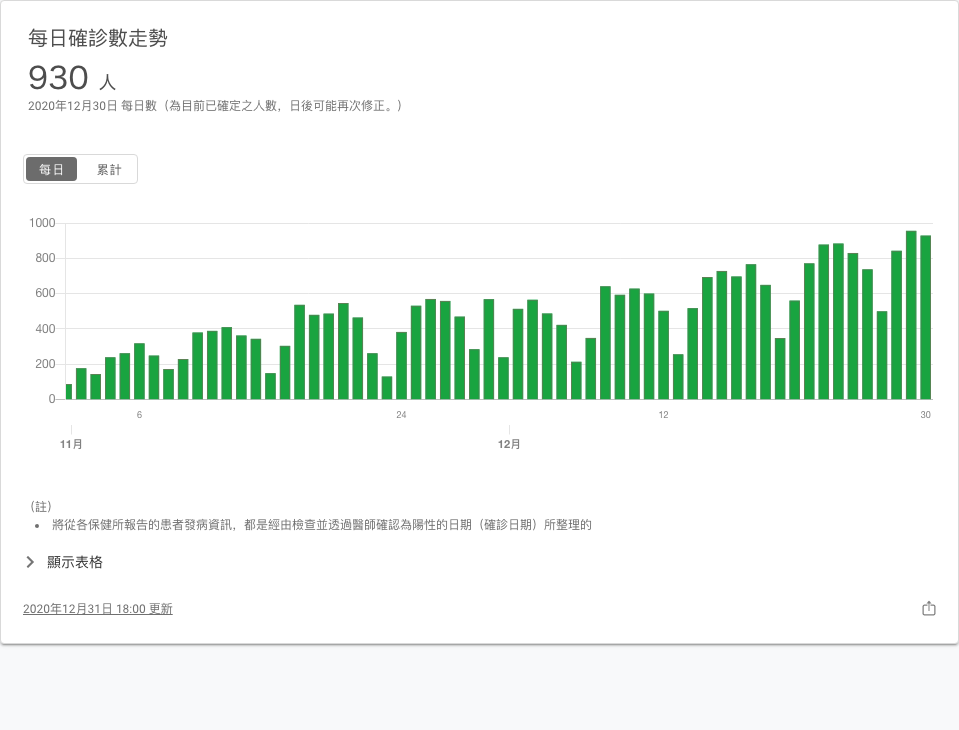 每日確診數走勢
930 人
2020年12月30日 每日數（為目前已確定之人數，日後可能再次修正。）
每日 累計
1000
800
600
400
200
0
6 24 12 30
11月 12月
（註）
• 將從各保健所報告的患者發病資訊，都是經由檢查並透過醫師確認為陽性的日期（確診日期）所整理的
顯示表格
2020年12月31日 18:00 更新